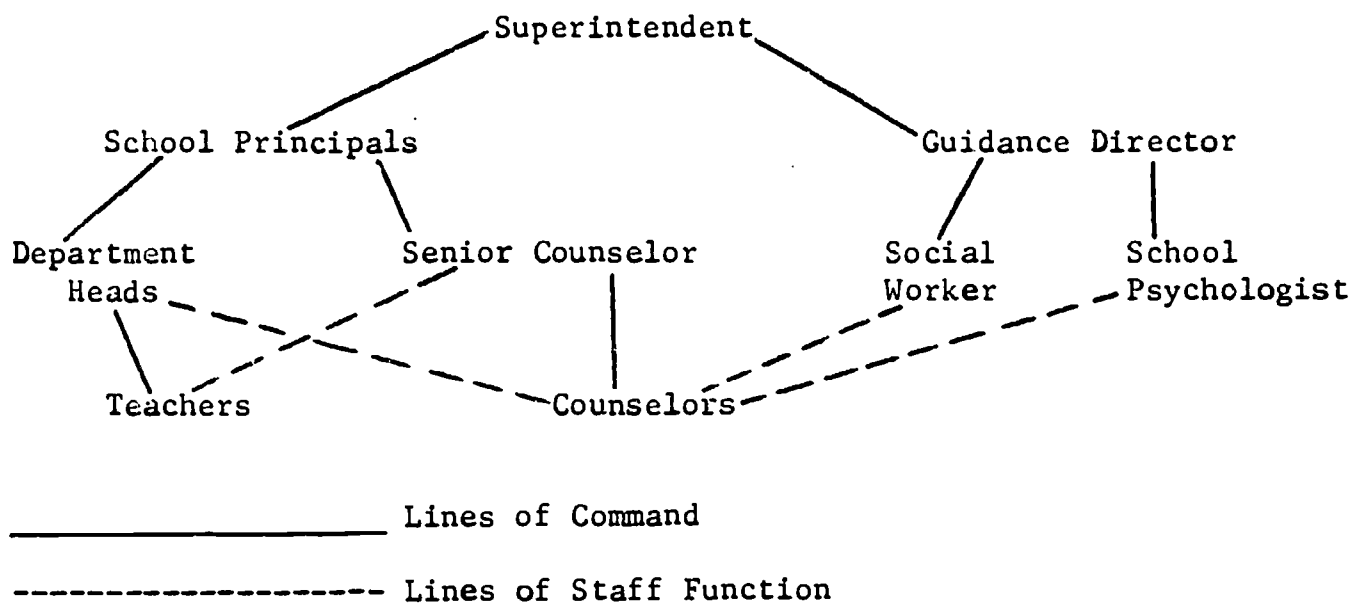 Superintendent
School Principals
Guidance Director
Department
Heads
Senior Counselor
Social
Worker
School
Psychologist
Teachers
Counselors
Lines of Command
Lines of Staff Function